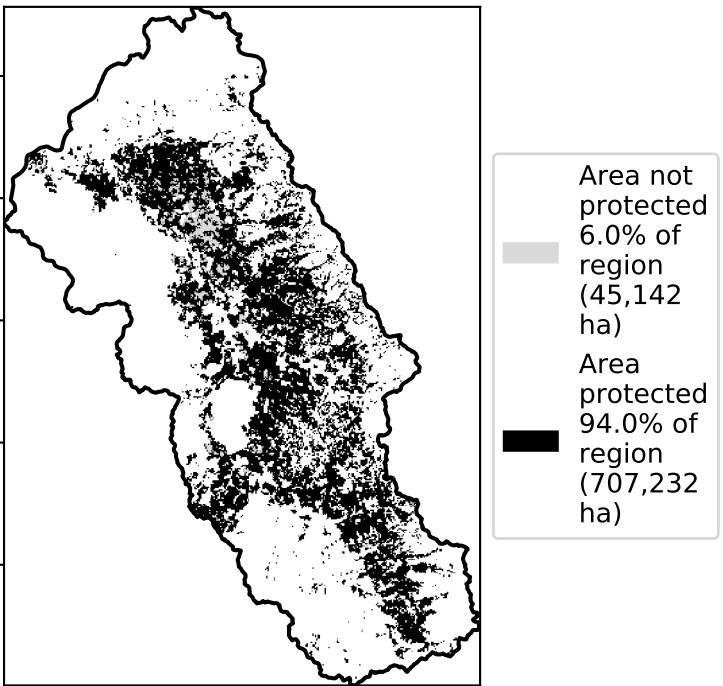 Area not
protected
6.0% of
region
(45,142
ha)
Area
protected
94.0% of
region
(707,232
ha)